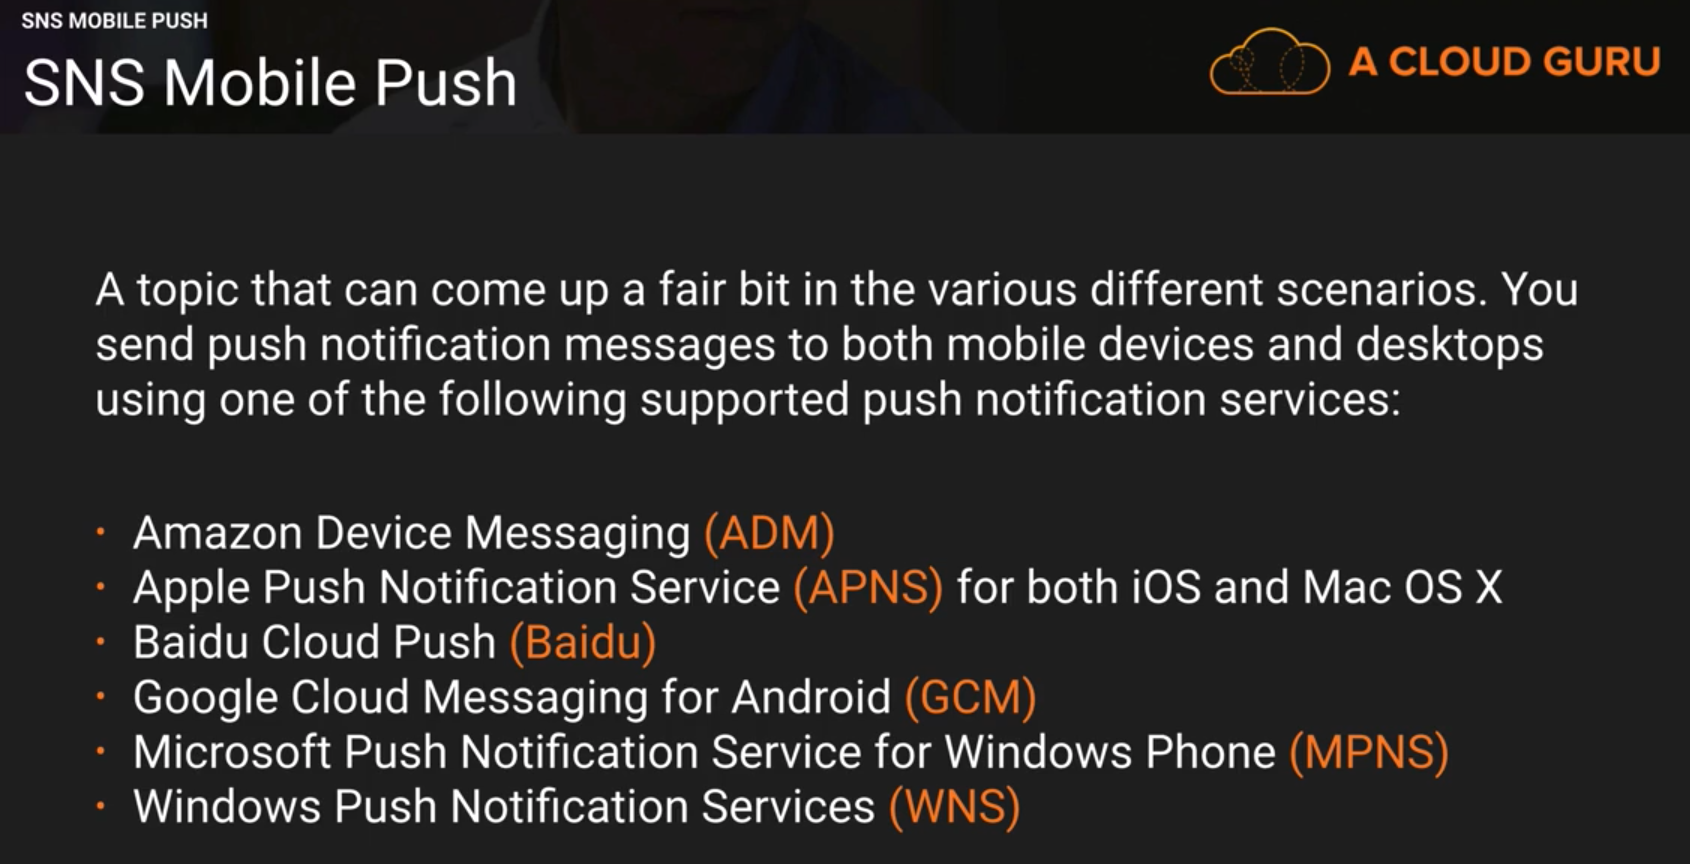 SNS MOBILE PUSH
SNS Mobile Push
A CLOUD GURU
A topic that can come up a fair bit in the various different scenarios. You
send push notification messages to both mobile devices and desktops
using one of the following supported push notification services:
· Amazon Device Messaging (ADM)
· Apple Push Notification Service (APNS) for both iOS and Mac OS X
· Baidu Cloud Push (Baidu)
· Google Cloud Messaging for Android (GCM)
· Microsoft Push Notification Service for Windows Phone (MPNS)
· Windows Push Notification Services (WNS)